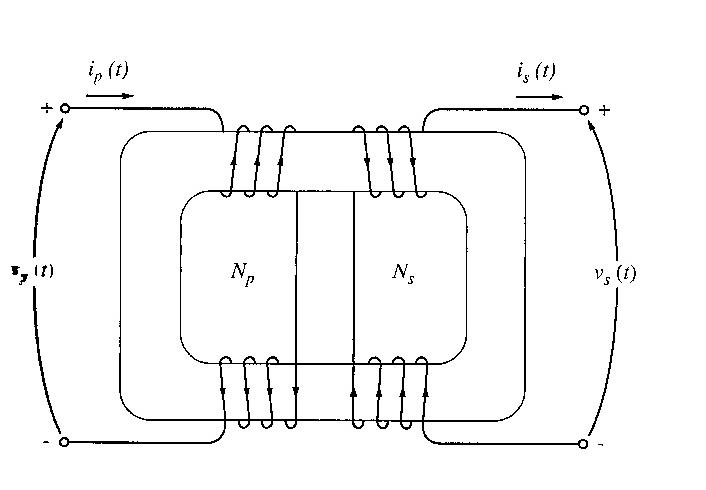 i_p (t)
i_s (t)
+
+
N_p
N_s
(t)
v_s (t)
-
-